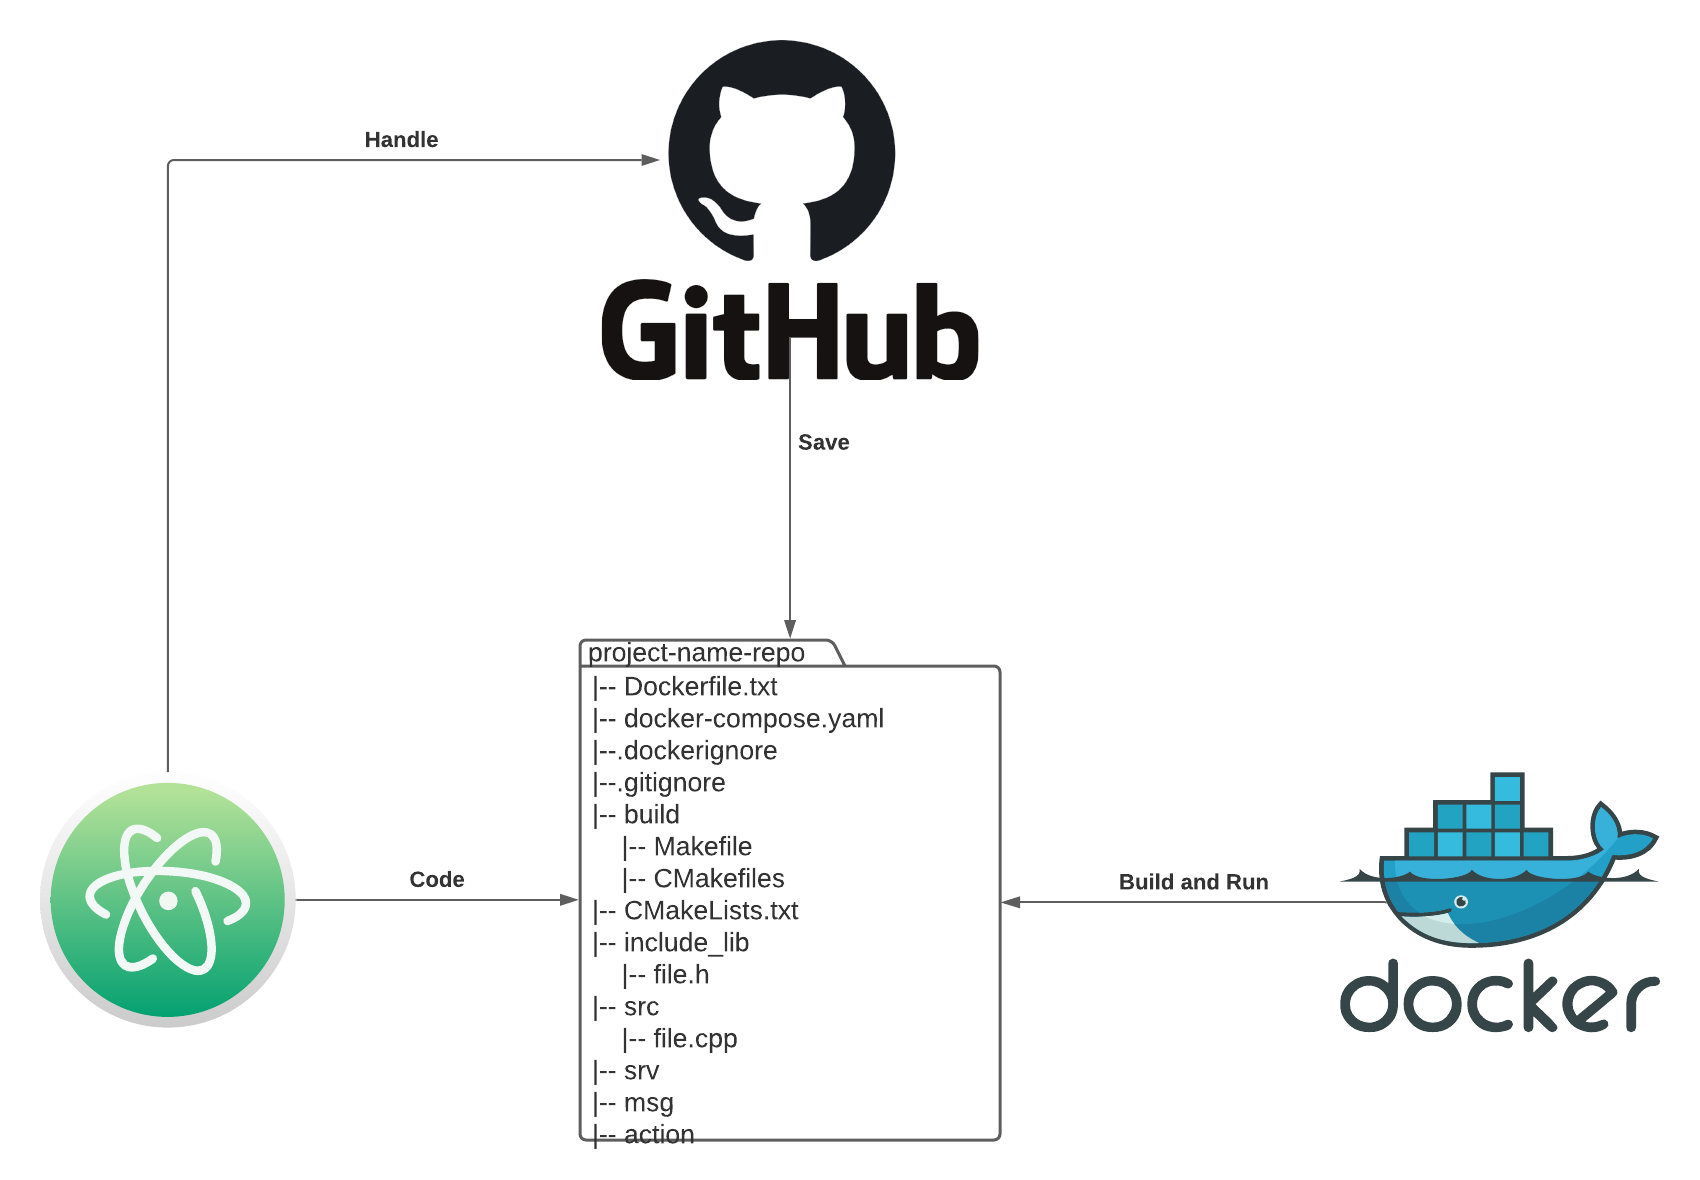 Handle
GitHub
Save
project-name-repo
|-- Dockerfile.txt
|-- docker-compose.yaml
|--.dockerignore
|--.gitignore
|-- build
|-- Makefile
|-- CMakefiles
|-- CMakeLists.txt
|-- include_lib
|-- file.h
|-- src
|-- file.cpp
|-- srv
|-- msg
|-- action
Code
Build and Run
docker